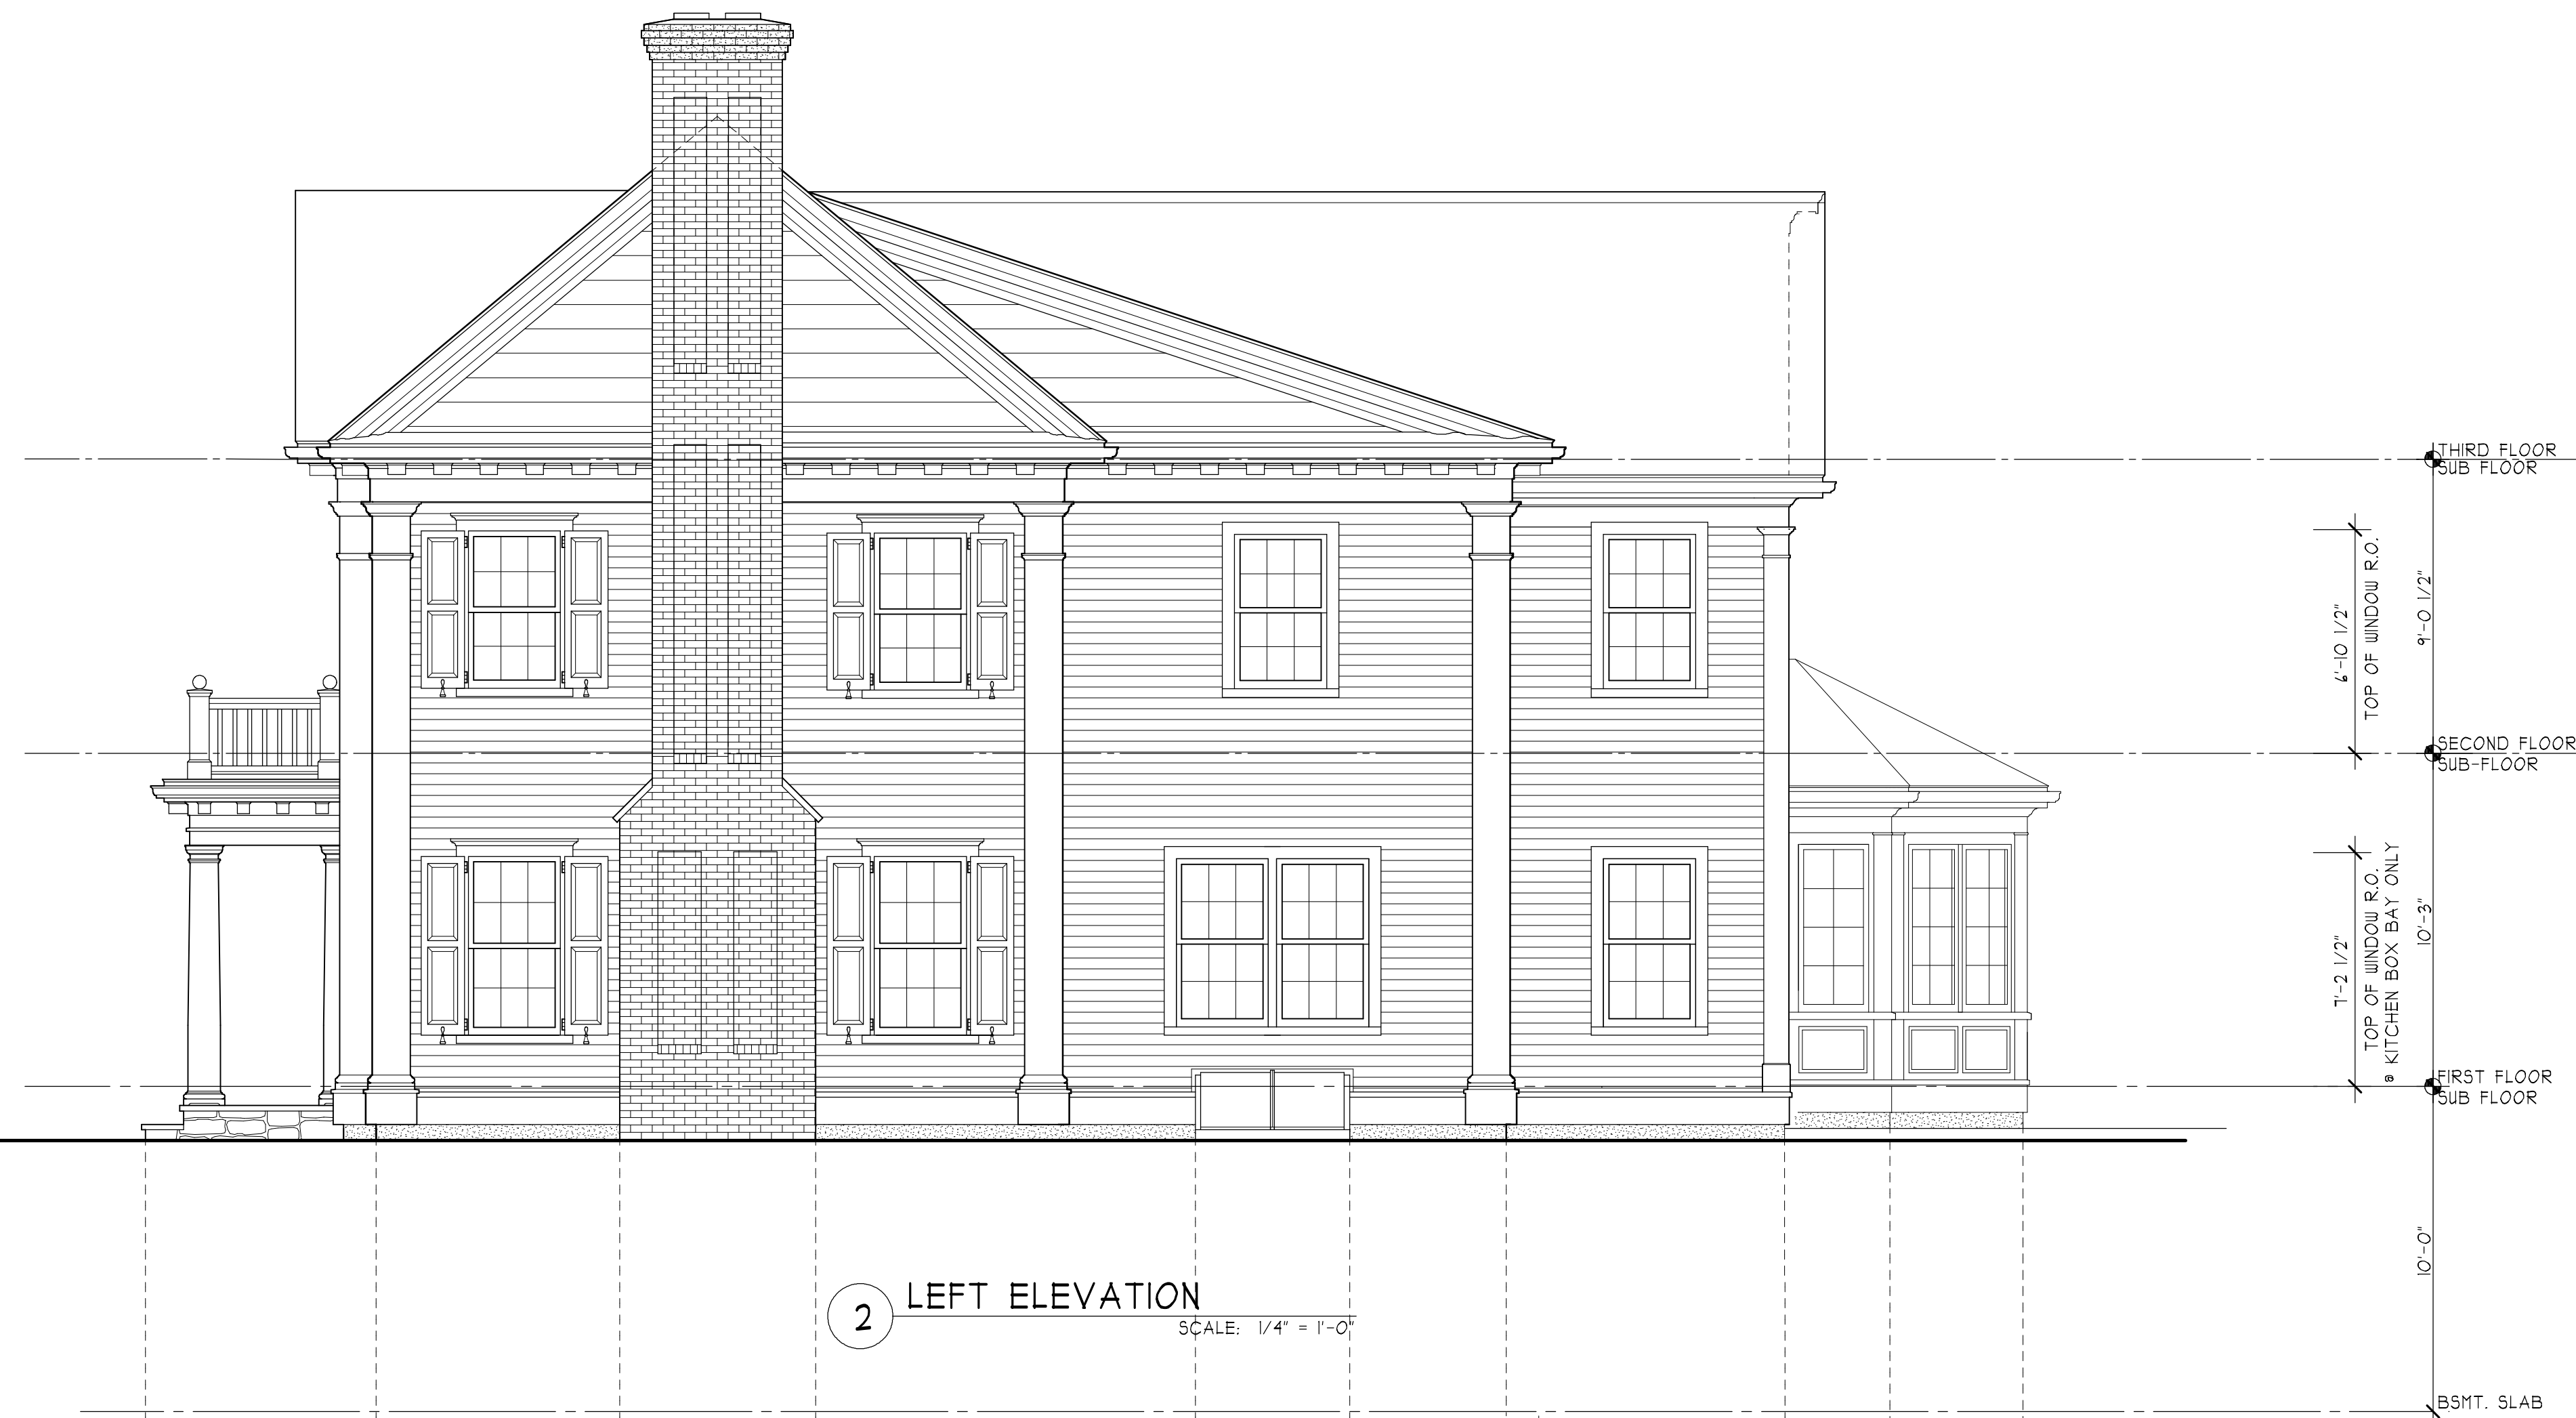 THIRD FLOOR
SUB FLOOR
6'-10 1/2"
TOP OF WINDOW R.O.
9'-0 1/2"
SECOND FLOOR
SUB-FLOOR
7'-2 1/2"
TOP OF WINDOW R.O.
@ KITCHEN BOX BAY ONLY
10'-3"
FIRST FLOOR
SUB FLOOR
10'-0"
2
LEFT ELEVATION
SCALE: 1/4" = 1'-0"
BSMT. SLAB